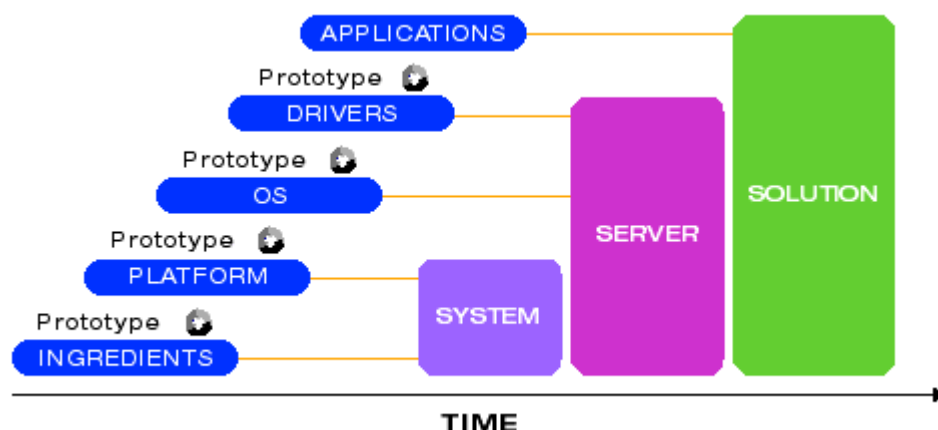 APPLICATIONS
Prototype
DRIVERS
Prototype
OS
SOLUTION
SERVER
Prototype
PLATFORM
SYSTEM
Prototype
INGREDIENTS
TIME